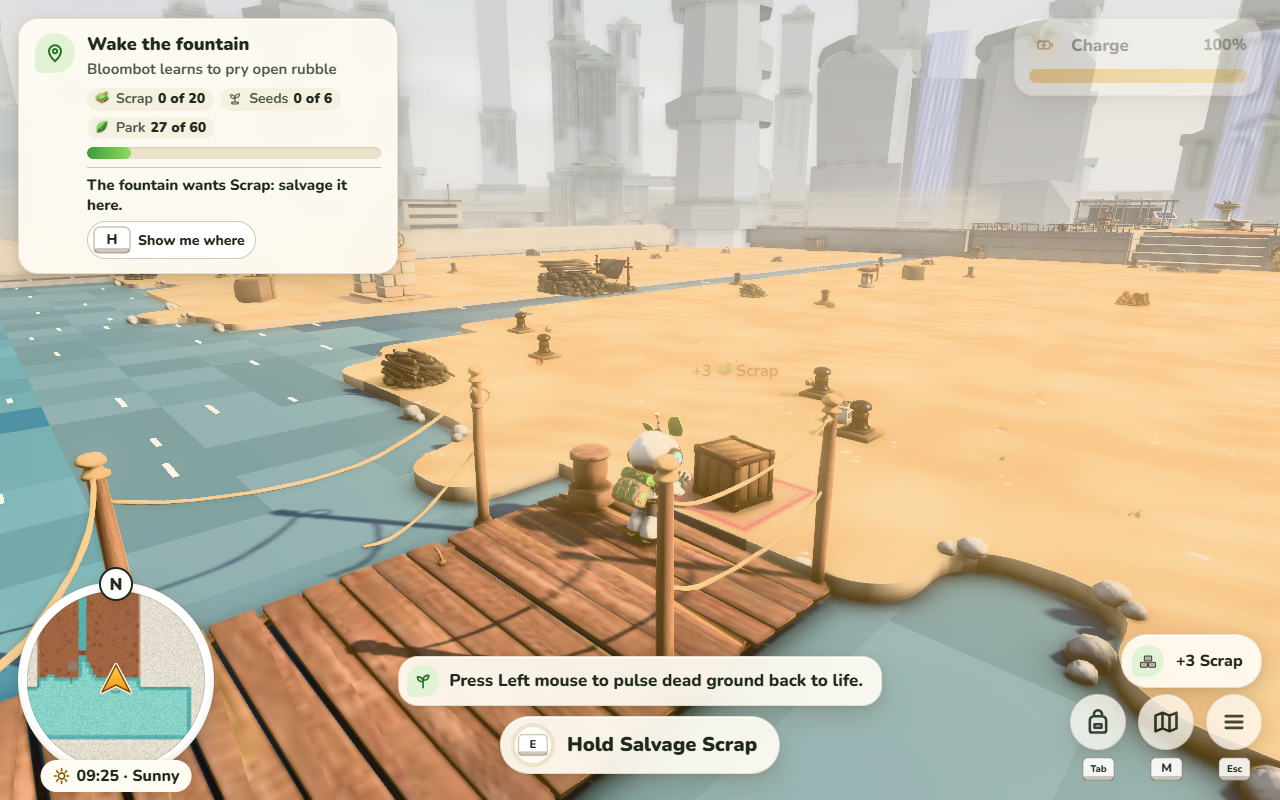 Wake the fountain
Bloombot learns to pry open rubble
Scrap 0 of 20 Seeds 0 of 6
Park 27 of 60
The fountain wants Scrap: salvage it
here.
H Show me where
Charge 100%
+3 Scrap
N
09:25 · Sunny
Press Left mouse to pulse dead ground back to life.
E Hold Salvage Scrap
+3 Scrap
Tab M Esc